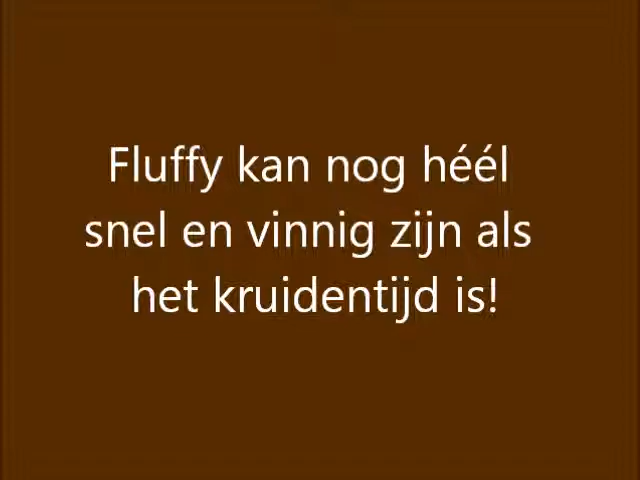 Fluffy kan nog héél
snel en vinnig zijn als
het kruidentijd is!